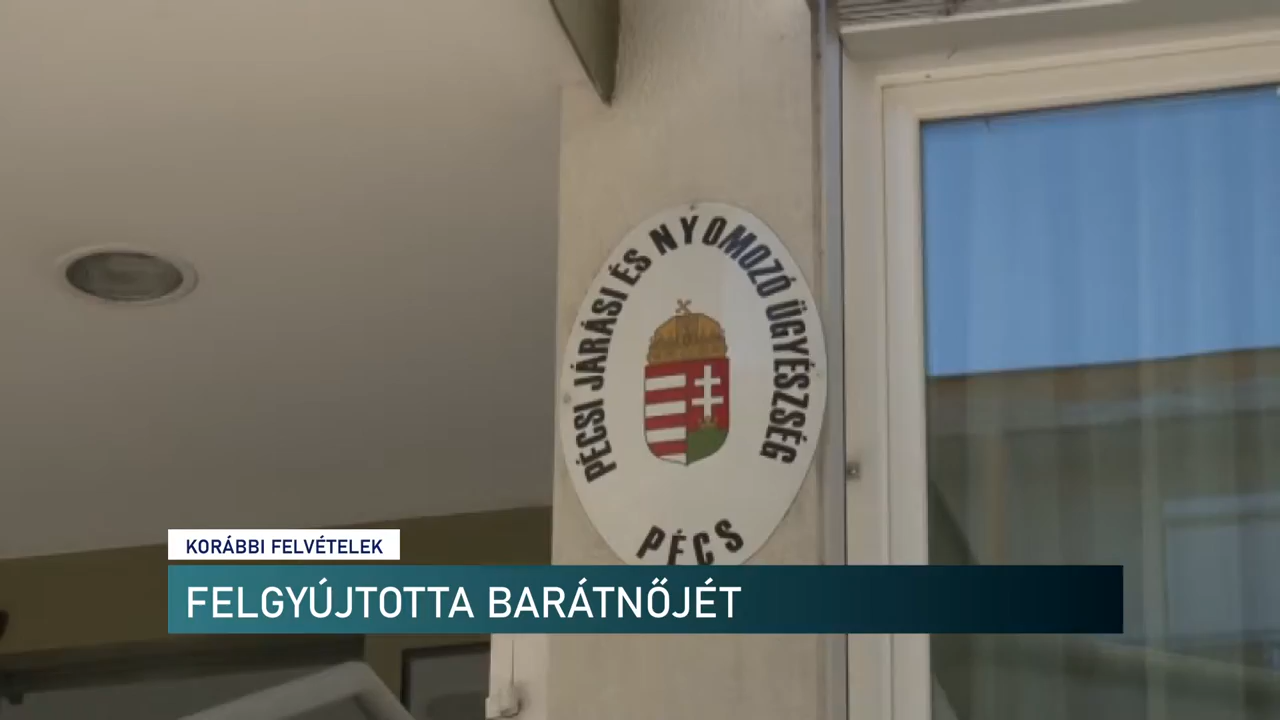 PÉCSI JÁRÁSI ÉS NYOMOZÓ ÜGYÉSZSÉG
PÉCS
KORÁBBI FELVÉTELEK
FELGYÚJTOTTA BARÁTNŐJÉT